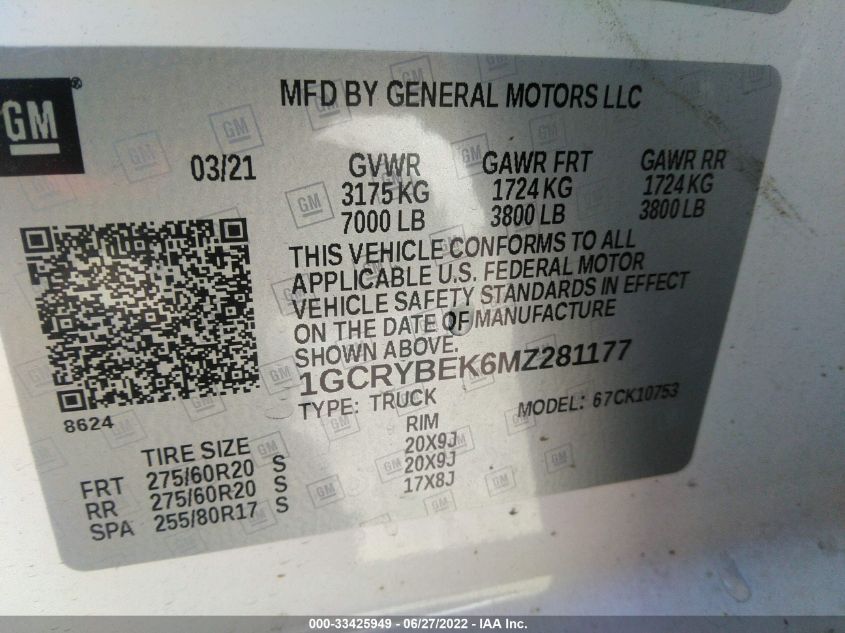 GM
MFD BY GENERAL MOTORS LLC
03/21
GVWR GAWR FRT GAWR RR
3175 KG 1724 KG 1724 KG
7000 LB 3800 LB 3800 LB
THIS VEHICLE CONFORMS TO ALL
APPLICABLE U.S. FEDERAL MOTOR
VEHICLE SAFETY STANDARDS IN EFFECT
ON THE DATE OF MANUFACTURE
SHOWN ABOVE.
1GCRYBEK6MZ281177
TYPE: TRUCK MODEL: 67CK10753
8624
TIRE SIZE RIM
FRT 275/60R20 S 20X9J
RR 275/60R20 S 20X9J
SPA 255/80R17 S 17X8J
000-33425949 - 06/27/2022 - IAA Inc.